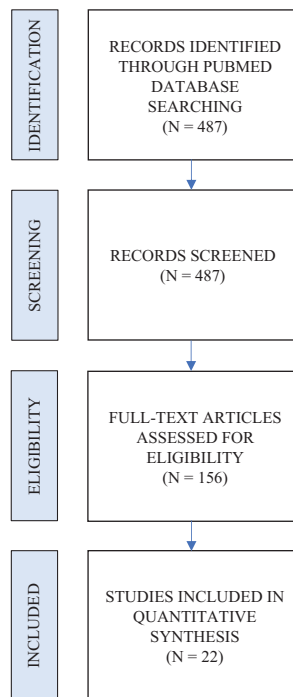 IDENTIFICATION
RECORDS IDENTIFIED
THROUGH PUBMED
DATABASE
SEARCHING
(N = 487)
SCREENING
RECORDS SCREENED
(N = 487)
ELIGIBILITY
FULL-TEXT ARTICLES
ASSESSED FOR
ELIGIBILITY
(N = 156)
INCLUDED
STUDIES INCLUDED IN
QUANTITATIVE
SYNTHESIS
(N = 22)